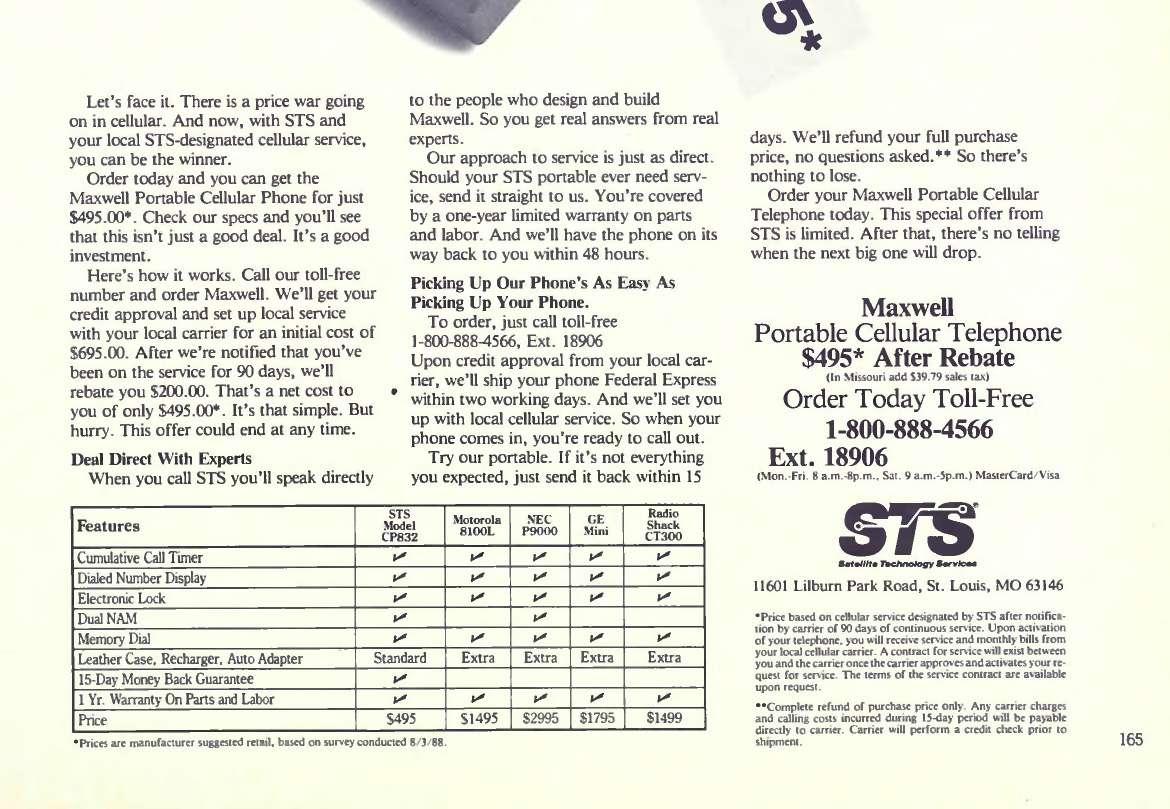 5*
Let's face it. There is a price war going
on in cellular. And now, with STS and
your local STS-designated cellular service,
you can be the winner.
Order today and you can get the
Maxwell Portable Cellular Phone for just
$495.00*. Check our specs and you'll see
that this isn't just a good deal. It's a good
investment.
Here's how it works. Call our toll-free
number and order Maxwell. We'll get your
credit approval and set up local service
with your local carrier for an initial cost of
$695.00. After we're notified that you've
been on the service for 90 days, we'll
rebate you $200.00. That's a net cost to
you of only $495.00*. It's that simple. But
hurry. This offer could end at any time.
Deal Direct With Experts
When you call STS you'll speak directly
to the people who design and build
Maxwell. So you get real answers from real
experts.
Our approach to service is just as direct.
Should your STS portable ever need serv-
ice, send it straight to us. You're covered
by a one-year limited warranty on parts
and labor. And we'll have the phone on its
way back to you within 48 hours.
Picking Up Our Phone's As Easy As
Picking Up Your Phone.
To order, just call toll-free
1-800-888-4566, Ext. 18906
Upon credit approval from your local car-
rier, we'll ship your phone Federal Express
within two working days. And we'll set you
up with local cellular service. So when your
phone comes in, you're ready to call out.
Try our portable. If it's not everything
you expected, just send it back within 15
days. We'll refund your full purchase
price, no questions asked.** So there's
nothing to lose.
Order your Maxwell Portable Cellular
Telephone today. This special offer from
STS is limited. After that, there's no telling
when the next big one will drop.
Maxwell
Portable Cellular Telephone
$495* After Rebate
(In Missouri add $39.79 sales tax)
Order Today Toll-Free
1-800-888-4566
Ext. 18906
(Mon.-Fri. 8 a.m.-8p.m., Sat. 9 a.m.-5p.m.) MasterCard/Visa
STS®
Satellite Technology Services
11601 Lilburn Park Road, St. Louis, MO 63146
*Price based on cellular service designated by STS after notifica-
tion by carrier of 90 days of continuous service. Upon activation
of your telephone, you will receive service and monthly bills from
your local cellular carrier. A contract for service will exist between
you and the carrier once the carrier approves and activates your re-
quest for service. The terms of the service contract are available
upon request.
**Complete refund of purchase price only. Any carrier charges
and calling costs incurred during 15-day period will be payable
directly to carrier. Carrier will perform a credit check prior to
shipment.
Features STS Model CP832 Motorola 8100L NEC P9000 GE Mini Radio Shack CT300
Cumulative Call Timer ✓ ✓ ✓ ✓ ✓
Dialed Number Display ✓ ✓ ✓ ✓ ✓
Electronic Lock ✓ ✓ ✓ ✓ ✓
Dual NAM ✓ ✓
Memory Dial ✓ ✓ ✓ ✓ ✓
Leather Case, Recharger, Auto Adapter Standard Extra Extra Extra Extra
15-Day Money Back Guarantee ✓
1 Yr. Warranty On Parts and Labor ✓ ✓ ✓ ✓ ✓
Price $495 $1495 $2995 $1795 $1499
*Prices are manufacturer suggested retail, based on survey conducted 8/3/88.
165